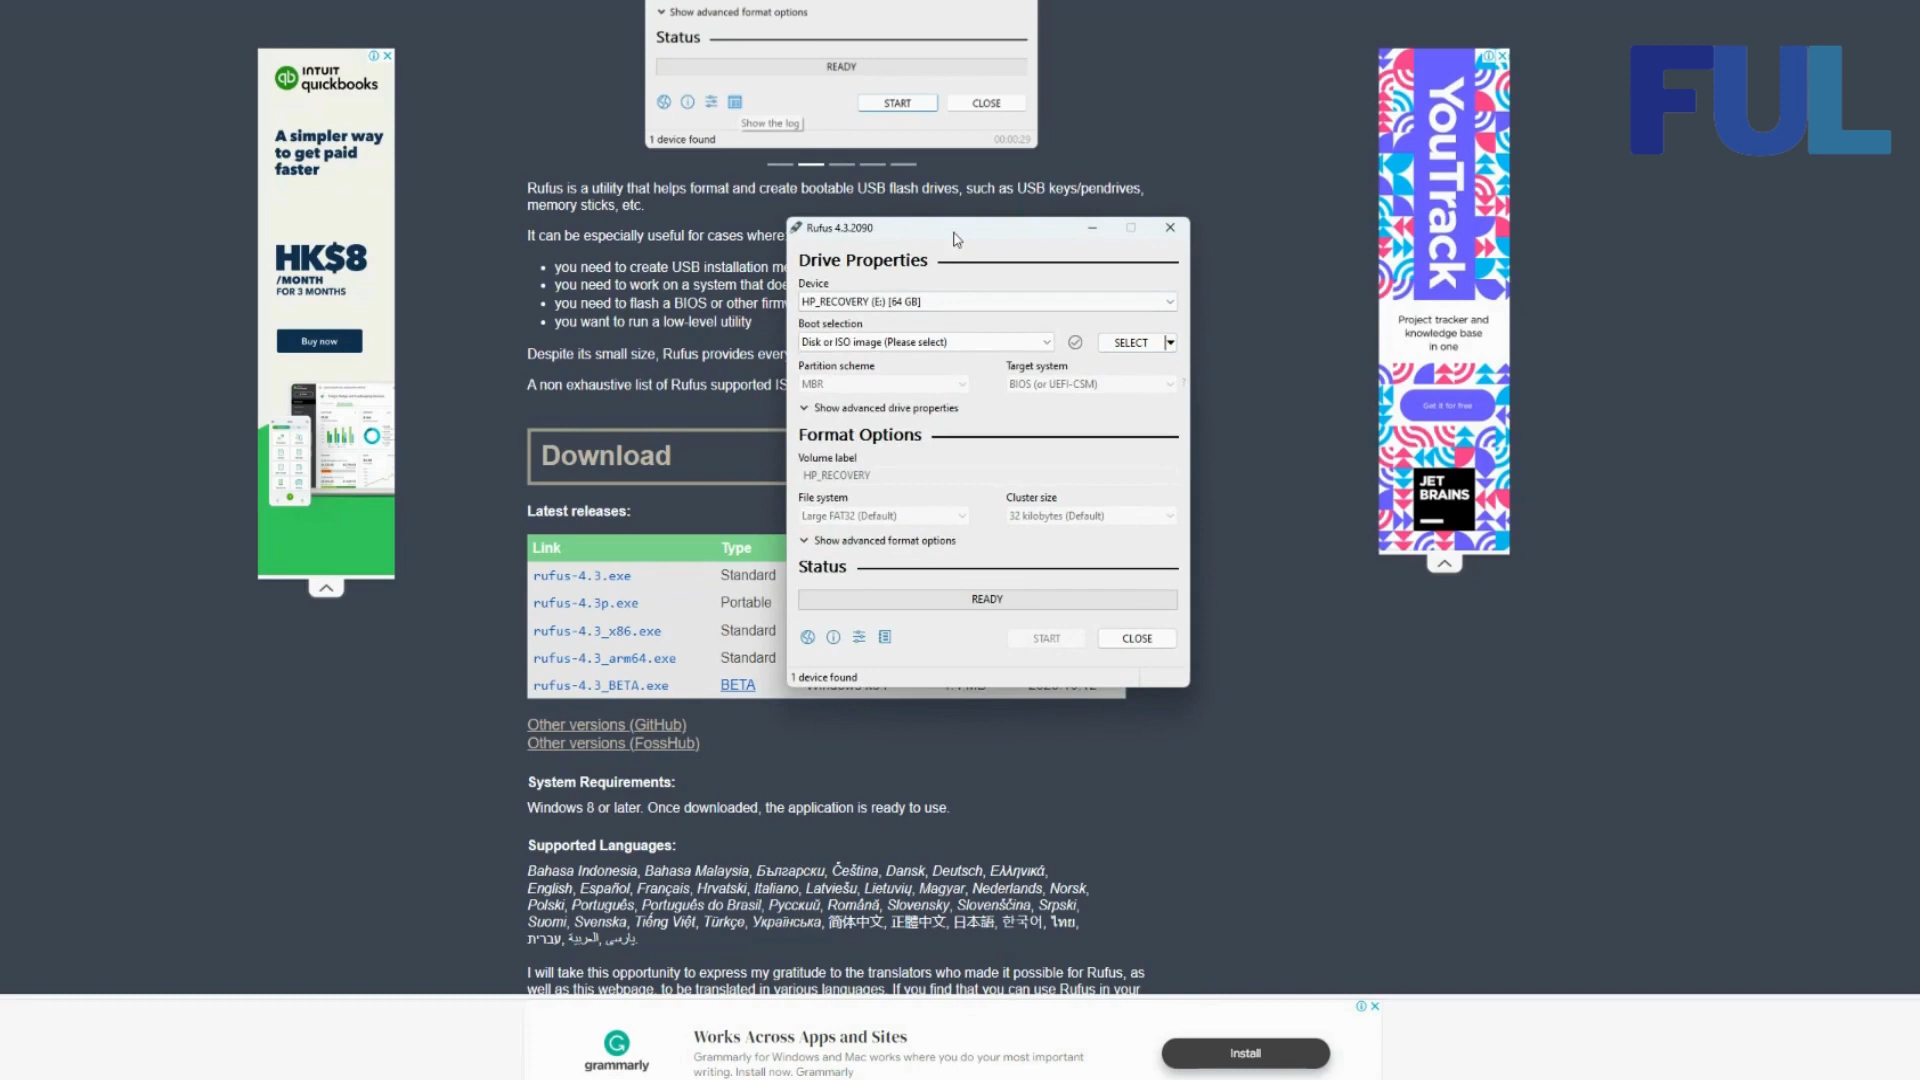 Show advanced format options
Status
READY
START
CLOSE
Show the log
1 device found
00:00:29
INTUIT
quickbooks
A simpler way
to get paid
faster
HK$8
/MONTH
FOR 3 MONTHS
Buy now
YouTrack
Project tracker and
knowledge base
in one
Get it for free
JET
BRAINS
FUL
Rufus is a utility that helps format and create bootable USB flash drives, such as USB keys/pendrives,
memory sticks, etc.
It can be especially useful for cases where:
you need to create USB installation me
you need to work on a system that doe
you need to flash a BIOS or other firmw
you want to run a low-level utility
Despite its small size, Rufus provides every
A non exhaustive list of Rufus supported IS
Download
Latest releases:
Link Type
rufus-4.3.exe Standard
rufus-4.3p.exe Portable
rufus-4.3_x86.exe Standard
rufus-4.3_arm64.exe Standard
rufus-4.3_BETA.exe BETA
Rufus 4.3.2090
Drive Properties
Device
HP_RECOVERY (E:) [64 GB]
Boot selection
Disk or ISO image (Please select)
SELECT
Partition scheme Target system
MBR BIOS (or UEFI-CSM) ?
Show advanced drive properties
Format Options
Volume label
HP_RECOVERY
File system Cluster size
Large FAT32 (Default) 32 kilobytes (Default)
Show advanced format options
Status
READY
START CLOSE
1 device found
Other versions (GitHub)
Other versions (FossHub)
System Requirements:
Windows 8 or later. Once downloaded, the application is ready to use.
Supported Languages:
Bahasa Indonesia, Bahasa Malaysia, Български, Čeština, Dansk, Deutsch, Ελληνικά,
English, Español, Français, Hrvatski, Italiano, Latviešu, Lietuvių, Magyar, Nederlands, Norsk,
Polski, Português, Português do Brasil, Русский, Română, Slovensky, Slovenščina, Srpski,
Suomi, Svenska, Tiếng Việt, Türkçe, Українська, 简体中文, 正體中文, 日本語, 한국어, ไทย,
עברית, العربية, پارسی.
I will take this opportunity to express my gratitude to the translators who made it possible for Rufus, as
well as this webpage, to be translated in various languages. If you find that you can use Rufus in your
grammarly
Works Across Apps and Sites
Grammarly for Windows and Mac works where you do your most important
writing. Install now. Grammarly
Install